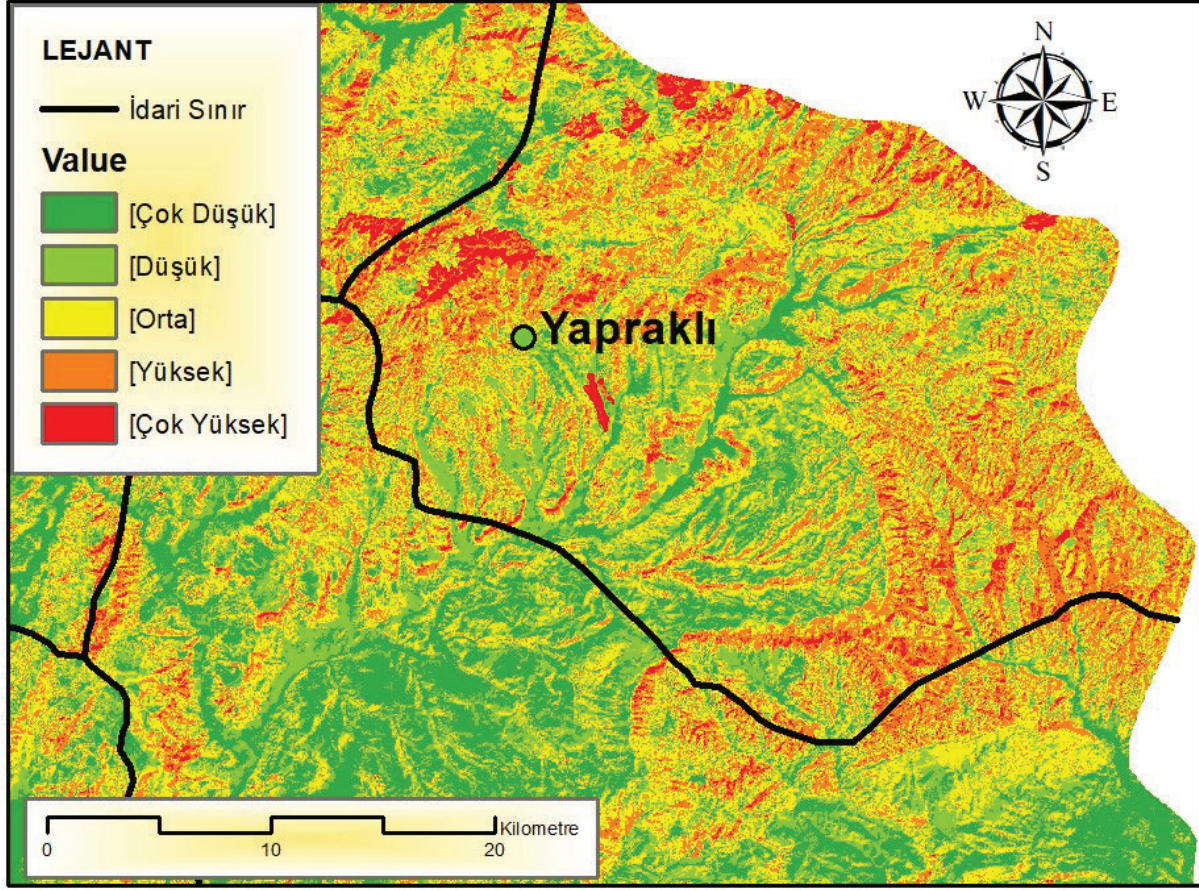 LEJANT
İdari Sınır
Value
[Çok Düşük]
[Düşük]
[Orta]
[Yüksek]
[Çok Yüksek]
N
W E
S
Yapraklı
Kilometre
0 10 20